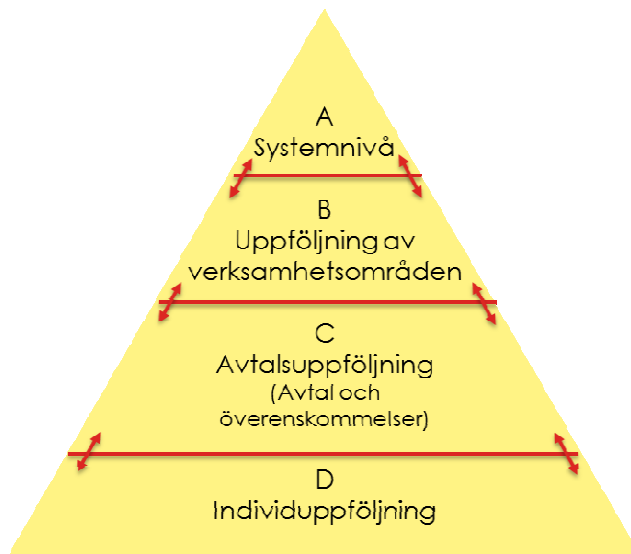 A
Systemnivå
B
Uppföljning av
verksamhetsområden
C
Avtalsuppföljning
(Avtal och
överenskommelser)
D
Individuppföljning